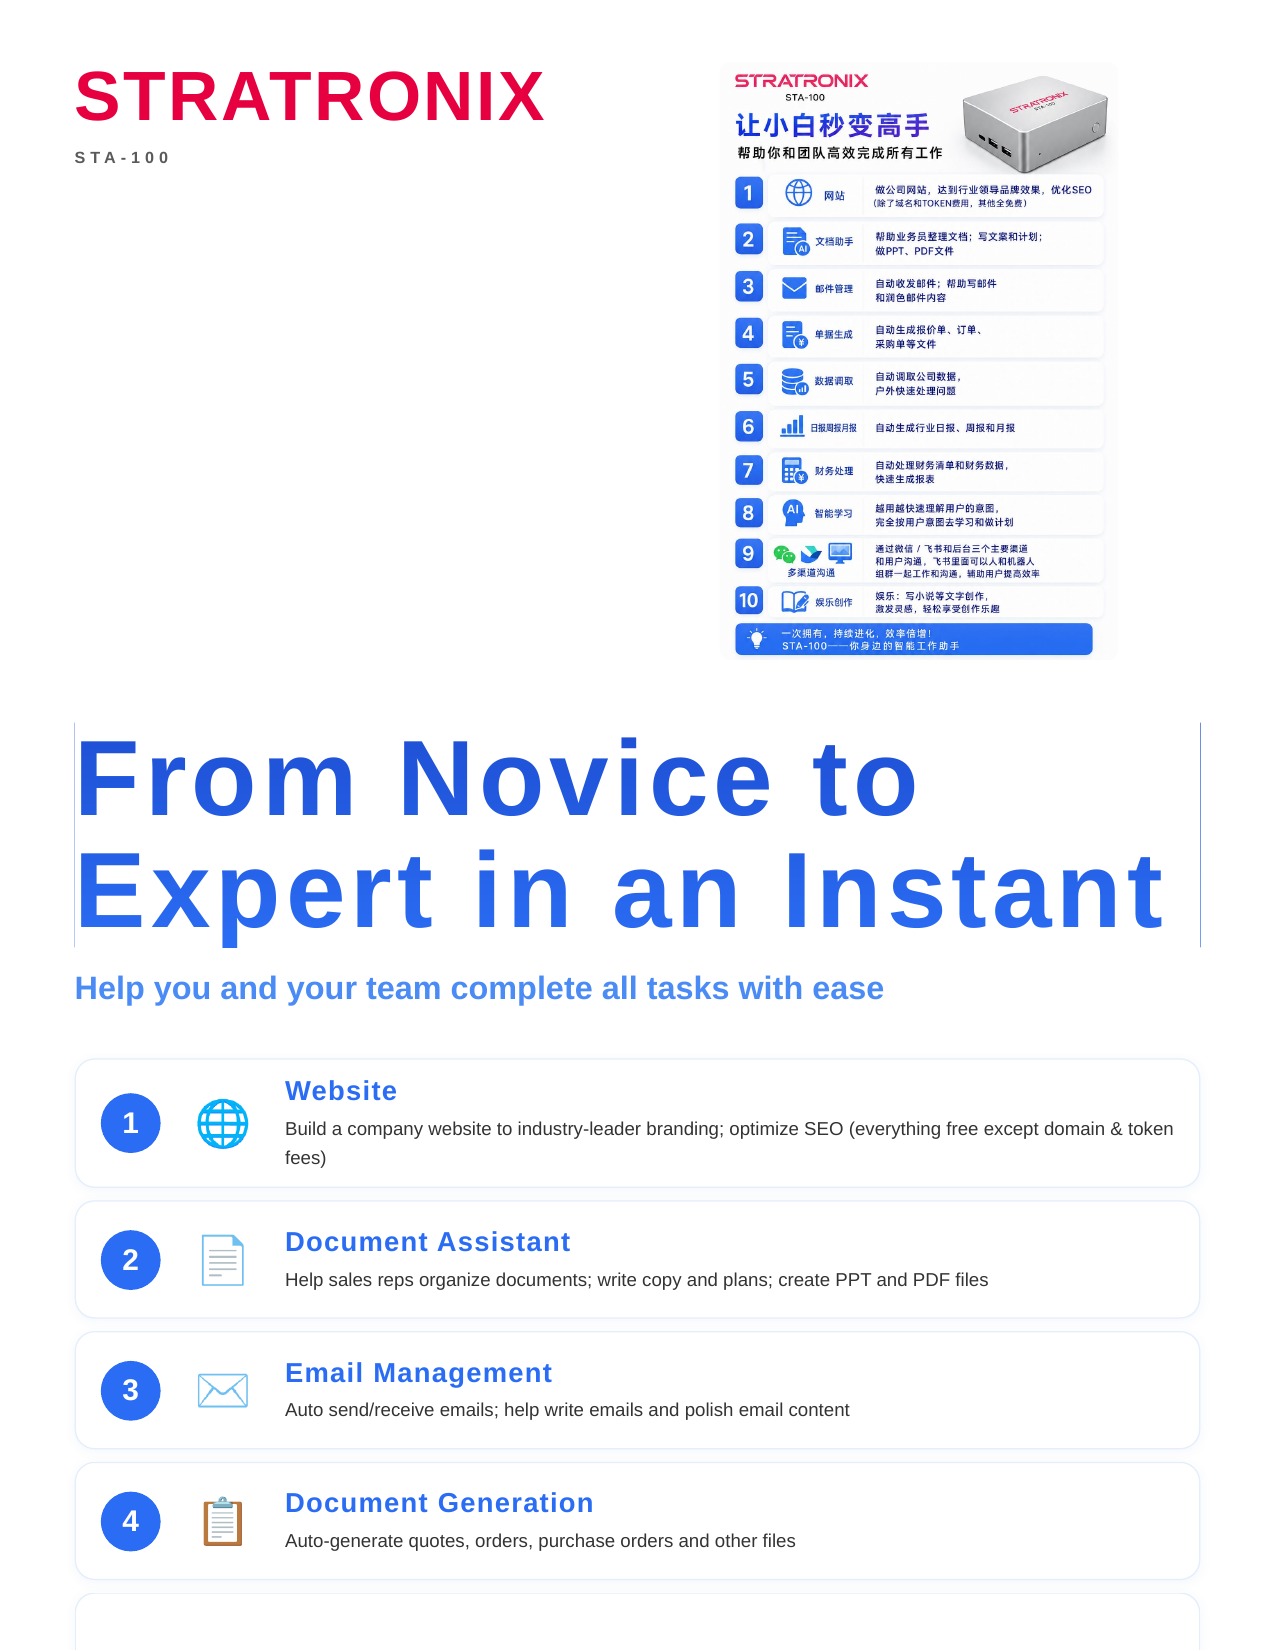 STRATRONIX
STA-100
STRATRONIX
STA-100
让小白秒变高手
帮助你和团队高效完成所有工作
STRATRONIX
STA-100
1
网站
做公司网站，达到行业领导品牌效果，优化SEO
（除了域名和TOKEN费用，其他全免费）
2
AI
文档助手
帮助业务员整理文档；写文案和计划；
做PPT、PDF文件
3
邮件管理
自动收发邮件；帮助写邮件
和润色邮件内容
4
¥
单据生成
自动生成报价单、订单、
采购单等文件
5
数据调取
自动调取公司数据，
户外快速处理问题
6
日报周报月报
自动生成行业日报、周报和月报
7
¥
财务处理
自动处理财务清单和财务数据，
快速生成报表
8
AI
智能学习
越用越快速理解用户的意图，
完全按用户意图去学习和做计划
9
多渠道沟通
通过微信 / 飞书和后台三个主要渠道
和用户沟通，飞书里面可以人和机器人
组群一起工作和沟通，辅助用户提高效率
10
娱乐创作
娱乐：写小说等文字创作，
激发灵感，轻松享受创作乐趣
一次拥有，持续进化，效率倍增！
STA-100——你身边的智能工作助手
From Novice to
Expert in an Instant
Help you and your team complete all tasks with ease
1
Website
Build a company website to industry-leader branding; optimize SEO (everything free except domain & token
fees)
2
Document Assistant
Help sales reps organize documents; write copy and plans; create PPT and PDF files
3
Email Management
Auto send/receive emails; help write emails and polish email content
4
Document Generation
Auto-generate quotes, orders, purchase orders and other files